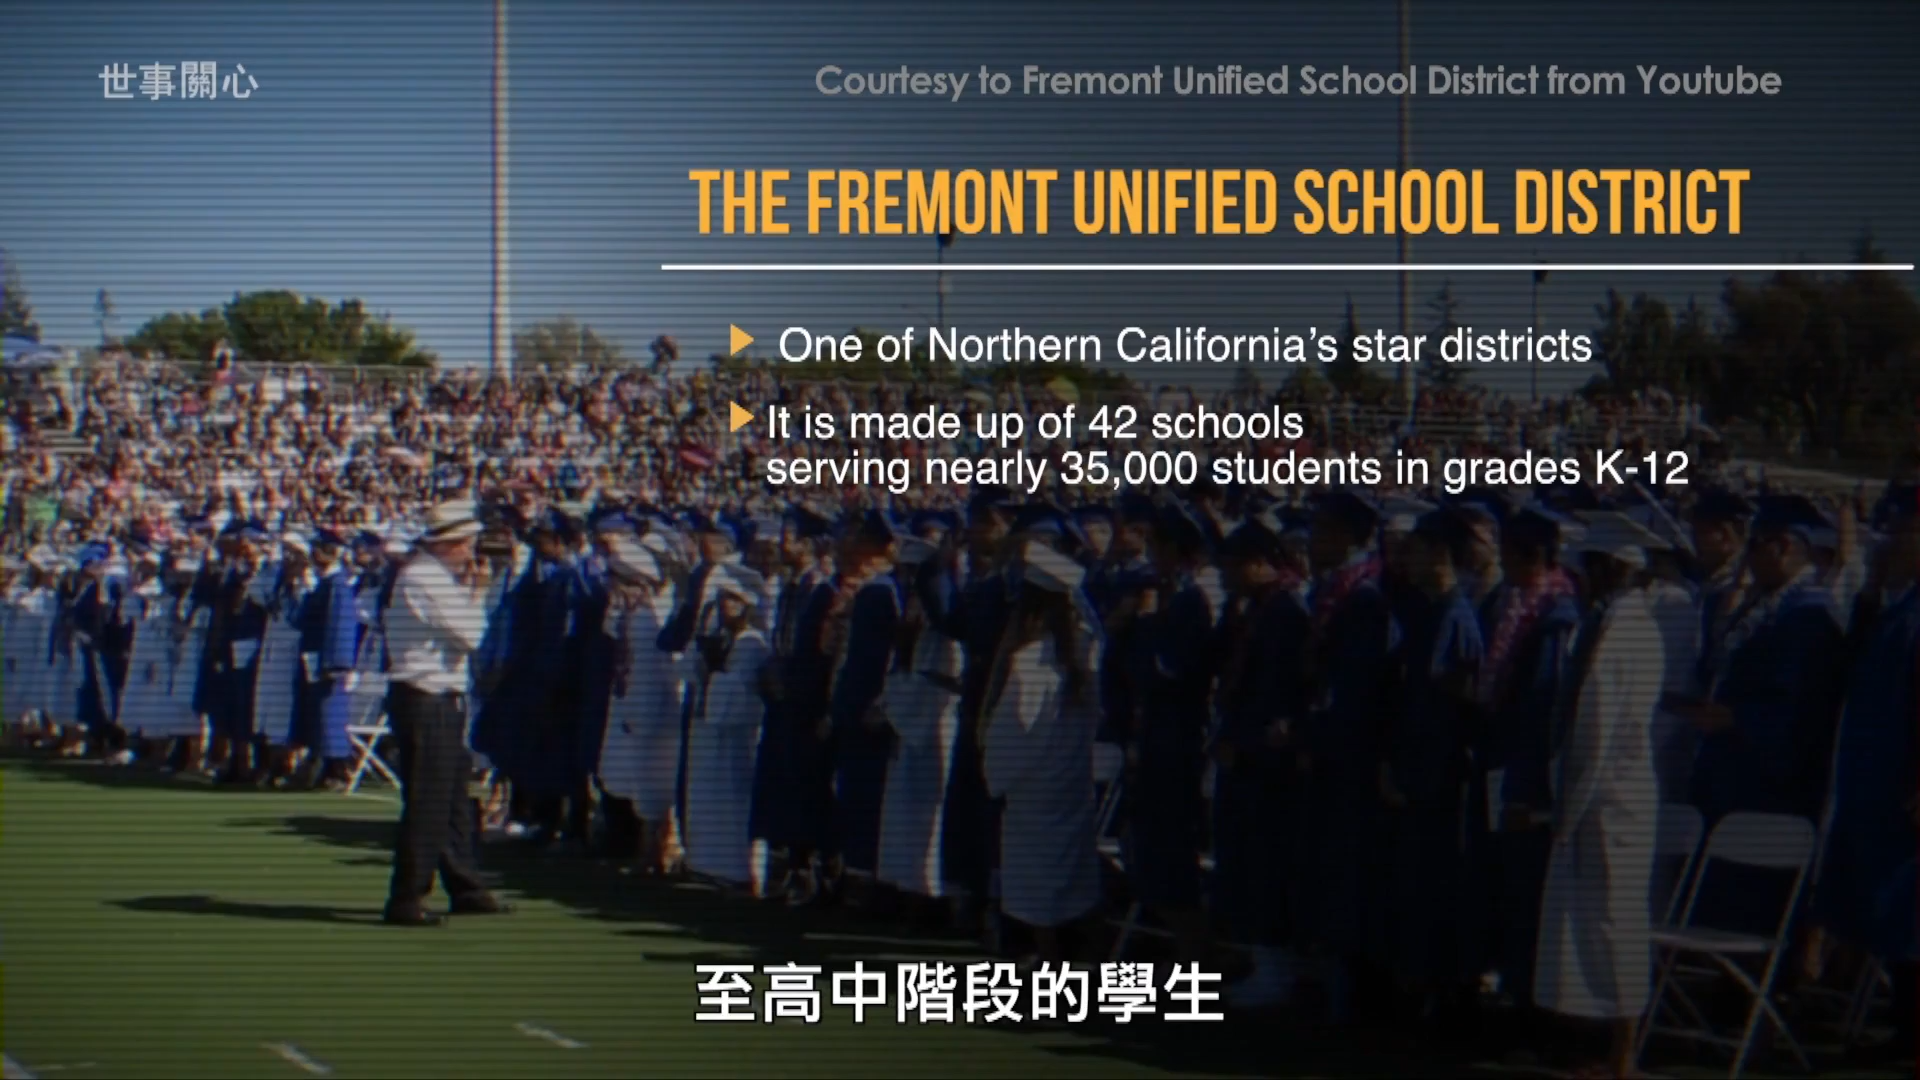 世事關心
Courtesy to Fremont Unified School District from Youtube
THE FREMONT UNIFIED SCHOOL DISTRICT
One of Northern California's star districts
It is made up of 42 schools
serving nearly 35,000 students in grades K-12
至高中階段的學生